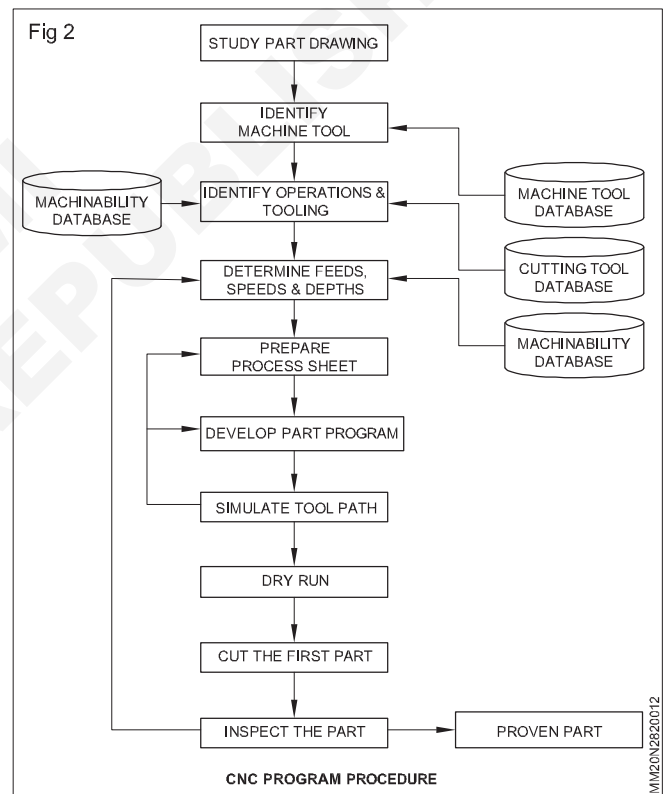 Fig 2
STUDY PART DRAWING
IDENTIFY
MACHINE TOOL
MACHINABILITY
DATABASE
IDENTIFY OPERATIONS &
TOOLING
MACHINE TOOL
DATABASE
DETERMINE FEEDS,
SPEEDS & DEPTHS
CUTTING TOOL
DATABASE
PREPARE
PROCESS SHEET
MACHINABILITY
DATABASE
DEVELOP PART PROGRAM
SIMULATE TOOL PATH
DRY RUN
CUT THE FIRST PART
INSPECT THE PART
PROVEN PART
CNC PROGRAM PROCEDURE
MM20N2820012
REPUBLISH